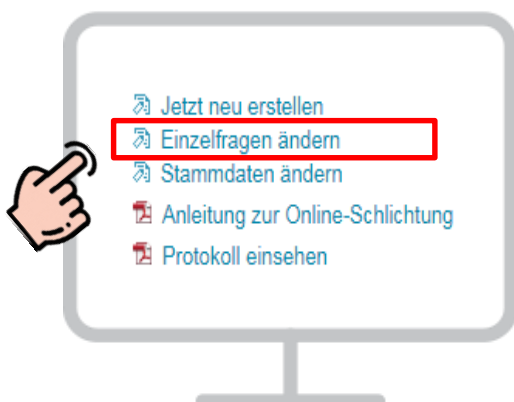 Jetzt neu erstellen
Einzelfragen ändern
Stammdaten ändern
Anleitung zur Online-Schlichtung
Protokoll einsehen